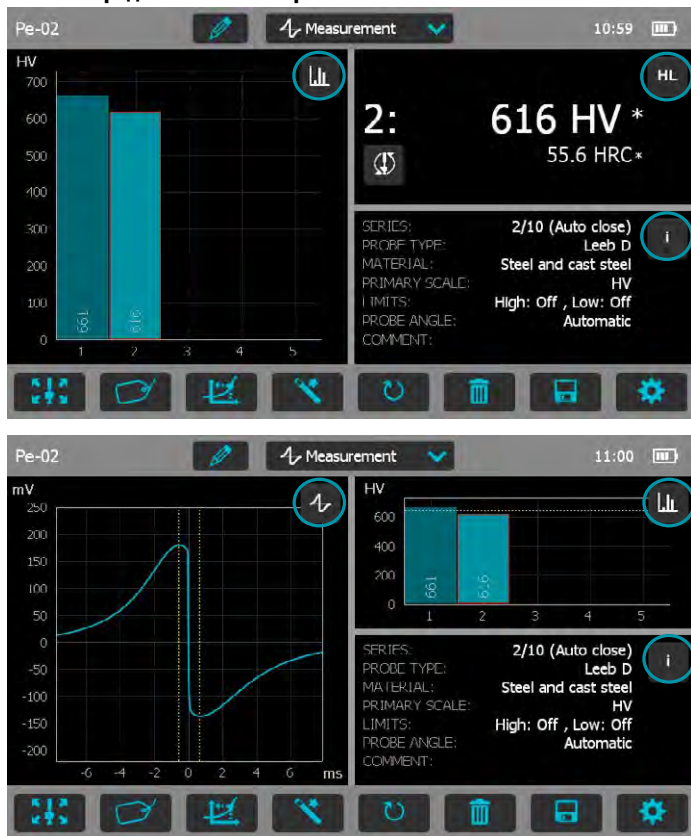 Pe-02 Measurement 10:59
HV
700
600
500
400
300
200
100
0
661 616
1 2 3 4 5
HL
2: 616 HV *
55.6 HRC*
SERIES: 2/10 (Auto close)
i
PROBE TYPE: Leeb D
MATERIAL: Steel and cast steel
PRIMARY SCALE: HV
LIMITS: High: Off , Low: Off
PROBE ANGLE: Automatic
COMMENT:
Pe-02 Measurement 11:00
mV
250
200
150
100
50
0
-50
-100
-150
-200
-6 -4 -2 0 2 4 6 ms
HV
600
400
200
0
661 616
1 2 3 4 5
SERIES: 2/10 (Auto close)
i
PROBE TYPE: Leeb D
MATERIAL: Steel and cast steel
PRIMARY SCALE: HV
LIMITS: High: Off , Low: Off
PROBE ANGLE: Automatic
COMMENT: